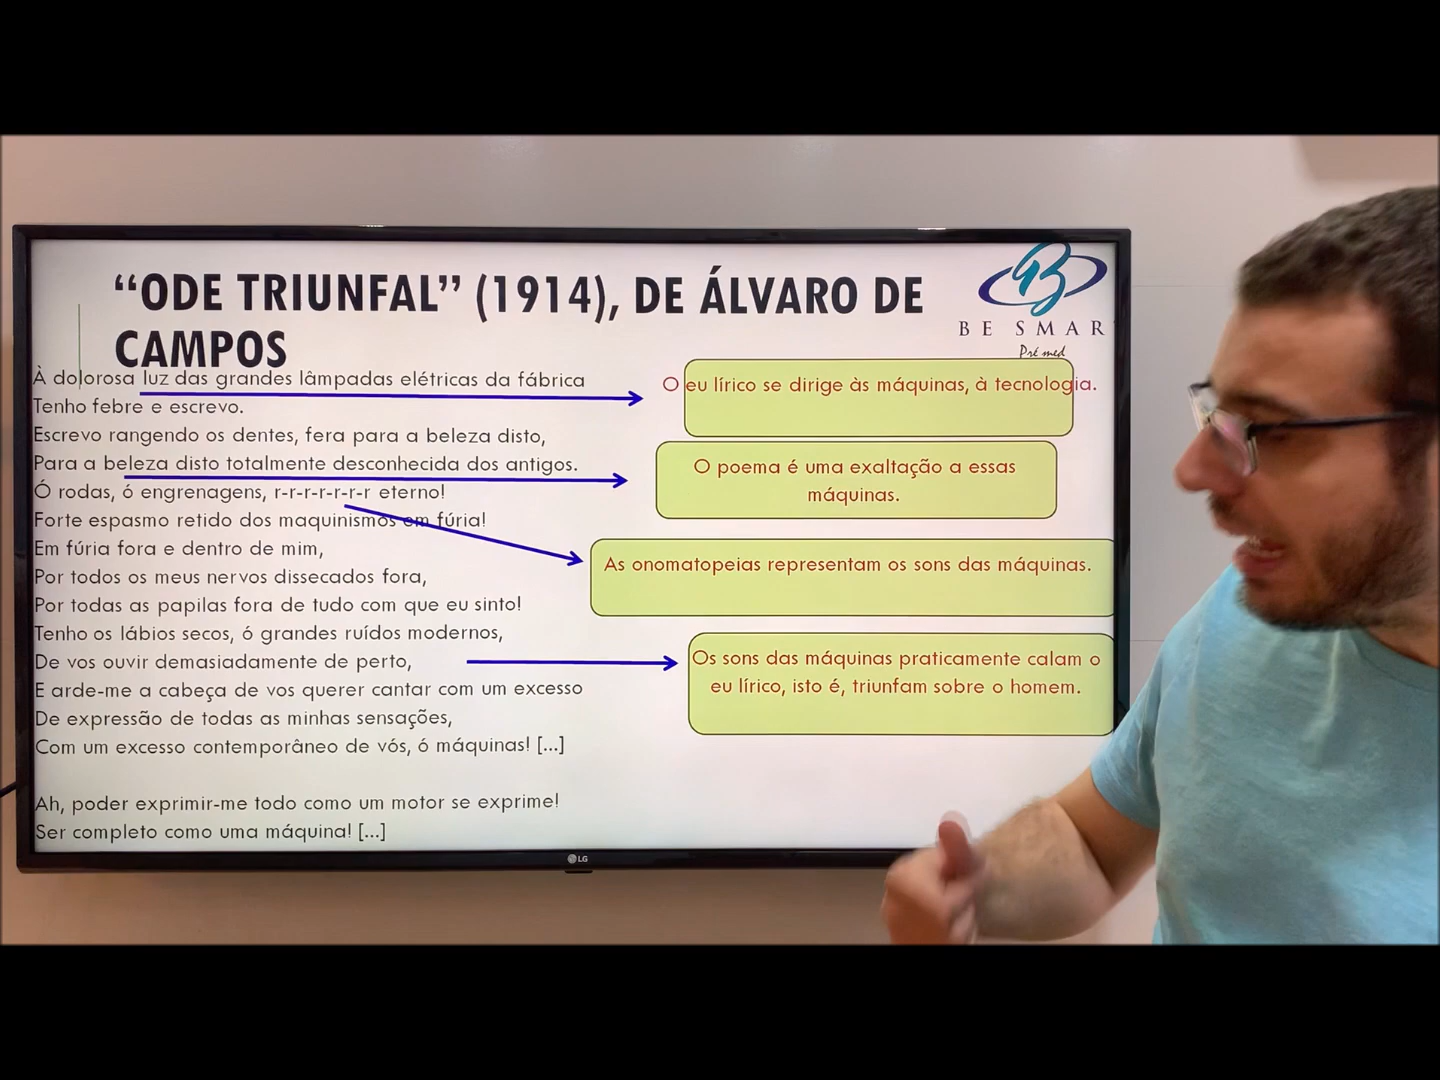 “ODE TRIUNFAL” (1914), DE ÁLVARO DE
CAMPOS
BE SMAR
Pré med
À dolorosa luz das grandes lâmpadas elétricas da fábrica
Tenho febre e escrevo.
Escrevo rangendo os dentes, fera para a beleza disto,
Para a beleza disto totalmente desconhecida dos antigos.
Ó rodas, ó engrenagens, r-r-r-r-r-r-r eterno!
Forte espasmo retido dos maquinismos em fúria!
Em fúria fora e dentro de mim,
Por todos os meus nervos dissecados fora,
Por todas as papilas fora de tudo com que eu sinto!
Tenho os lábios secos, ó grandes ruídos modernos,
De vos ouvir demasiadamente de perto,
E arde-me a cabeça de vos querer cantar com um excesso
De expressão de todas as minhas sensações,
Com um excesso contemporâneo de vós, ó máquinas! [...]
Ah, poder exprimir-me todo como um motor se exprime!
Ser completo como uma máquina! [...]
O eu lírico se dirige às máquinas, à tecnologia.
O poema é uma exaltação a essas
máquinas.
As onomatopeias representam os sons das máquinas.
Os sons das máquinas praticamente calam o
eu lírico, isto é, triunfam sobre o homem.
LG